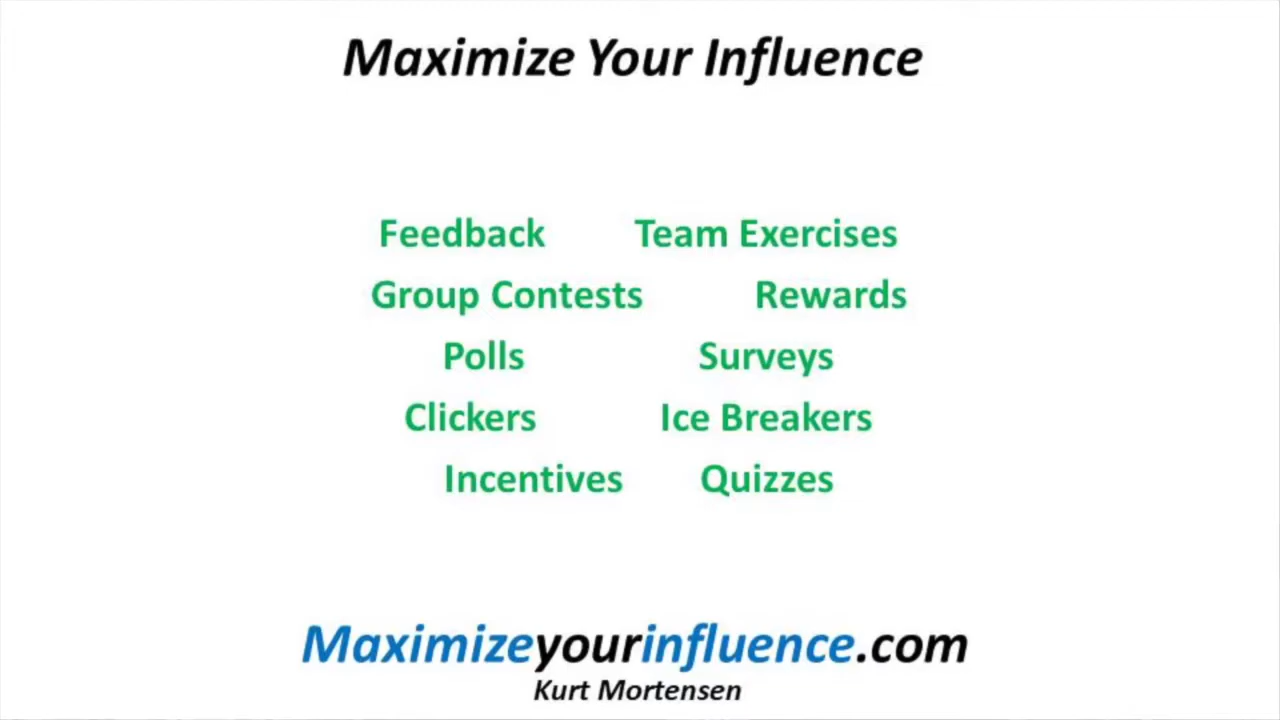 Maximize Your Influence
Feedback Team Exercises
Group Contests Rewards
Polls Surveys
Clickers Ice Breakers
Incentives Quizzes
Maximizeyourinfluence.com
Kurt Mortensen